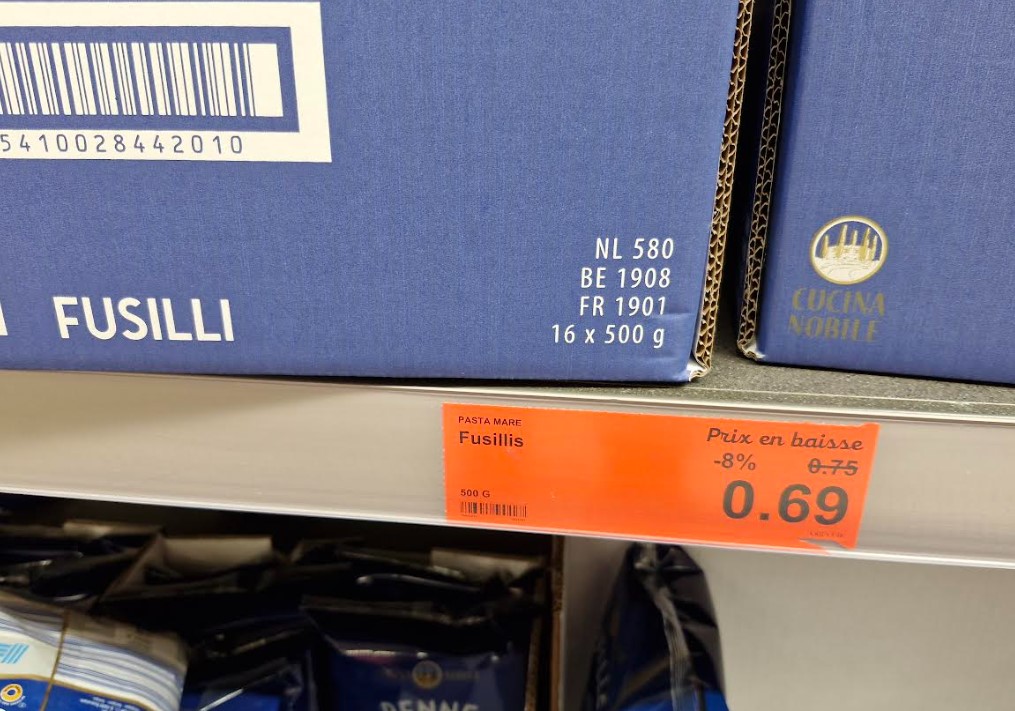 5410028442010
FUSILLI
NL 580
BE 1908
FR 1901
16 x 500 g
CUCINA
NOBILE
PASTA MARE
Fusillis
500 G
Prix en baisse
-8% 0.75
0.69
PENNE